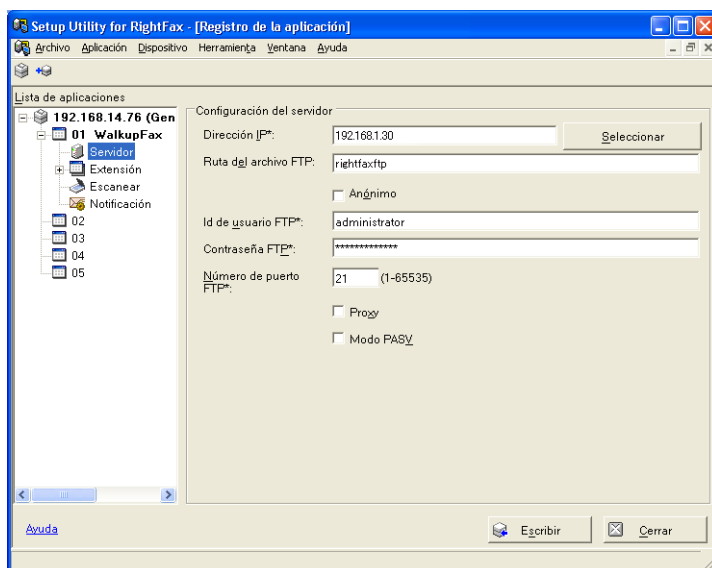 Setup Utility for RightFax - [Registro de la aplicación]
Archivo Aplicación Dispositivo Herramienta Ventana Ayuda
Lista de aplicaciones
192.168.14.76 (Gen
01 WalkupFax
Servidor
Extensión
Escanear
Notificación
02
03
04
05
Configuración del servidor
Dirección IP*: 192.168.1.30 Seleccionar
Ruta del archivo FTP: rightfaxftp
Anónimo
Id de usuario FTP*: administrator
Contraseña FTP*: *************
Número de puerto FTP*: 21 (1-65535)
Proxy
Modo PASV
Ayuda Escribir Cerrar